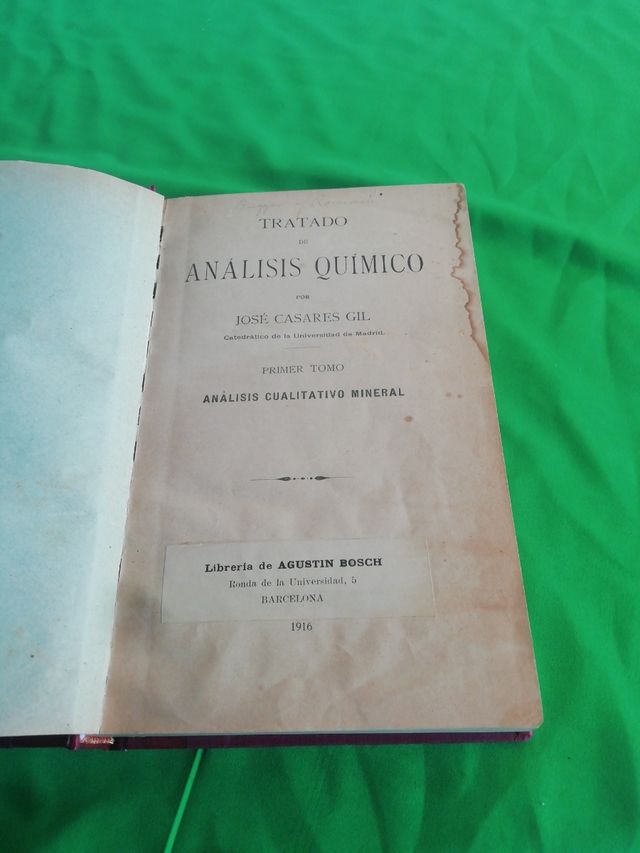 TRATADO
DE
ANÁLISIS QUÍMICO
POR
JOSÉ CASARES GIL
Catedrático de la Universidad de Madrid.
PRIMER TOMO
ANÁLISIS CUALITATIVO MINERAL
Librería de AGUSTIN BOSCH
Ronda de la Universidad, 5
BARCELONA
1916